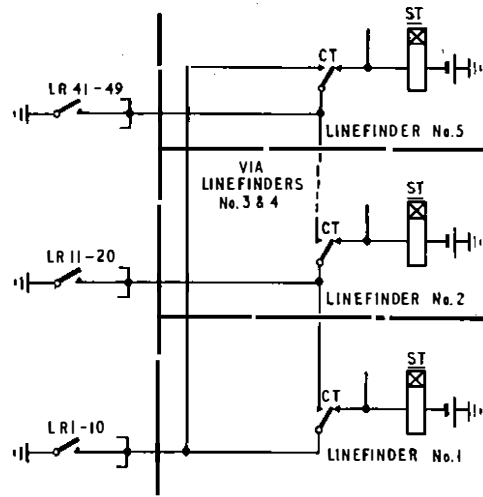 ST
CT
LR 41-49
LINEFINDER No.5
VIA
LINEFINDERS
No. 3 & 4
ST
CT
LR 11-20
LINEFINDER No.2
ST
CT
LR1-10
LINEFINDER No.1